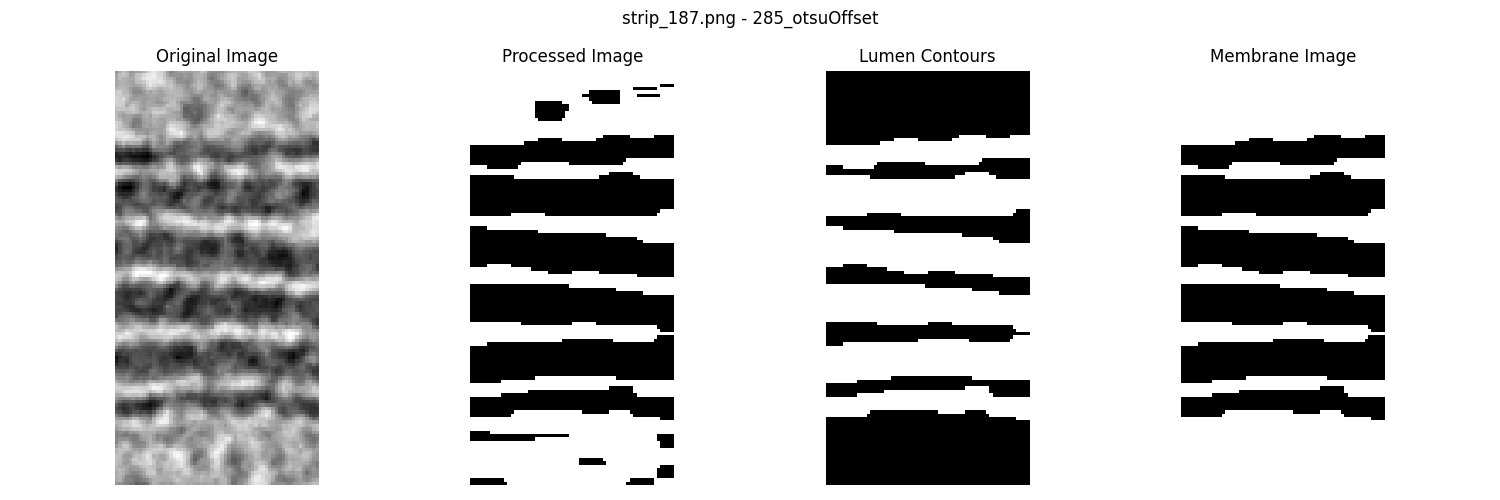 strip_187.png - 285_otsuOffset
Original Image
Processed Image
Lumen Contours
Membrane Image